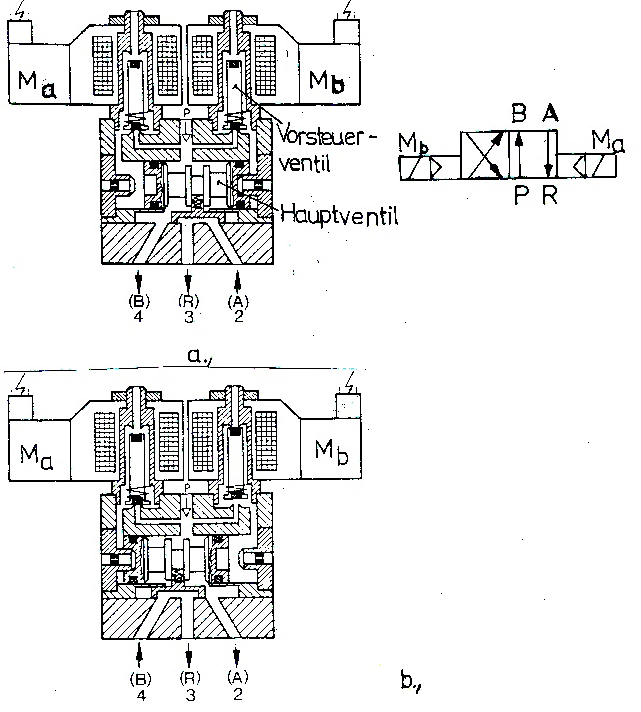 Ma
Mb
P
Vorsteuer-
ventil
Hauptventil
(B) (R) (A)
4 3 2
B A
Mb Ma
P R
a.,
Ma
Mb
P
(B) (R) (A)
4 3 2
b.,